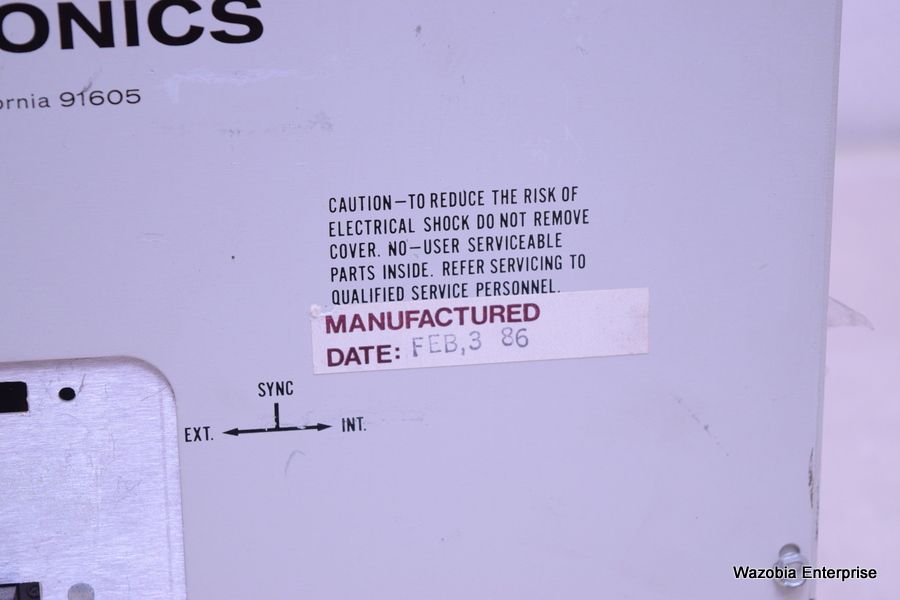 ONICS
ornia 91605
CAUTION—TO REDUCE THE RISK OF
ELECTRICAL SHOCK DO NOT REMOVE
COVER. NO—USER SERVICEABLE
PARTS INSIDE. REFER SERVICING TO
QUALIFIED SERVICE PERSONNEL.
MANUFACTURED
DATE: FEB,3 86
SYNC
EXT. INT.
Wazobia Enterprise